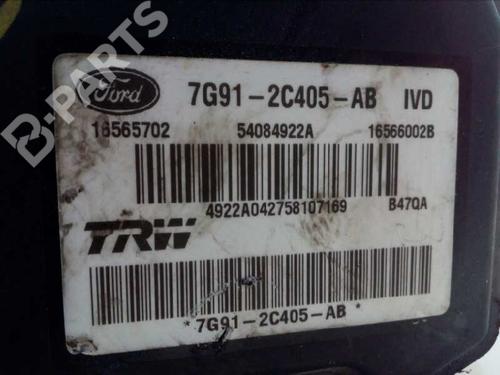 B-PARTS
Ford 7G91-2C405-AB IVD
16565702 54084922A 16566002B
4922A042758107169 B47QA
TRW
*7G91-2C405-AB*